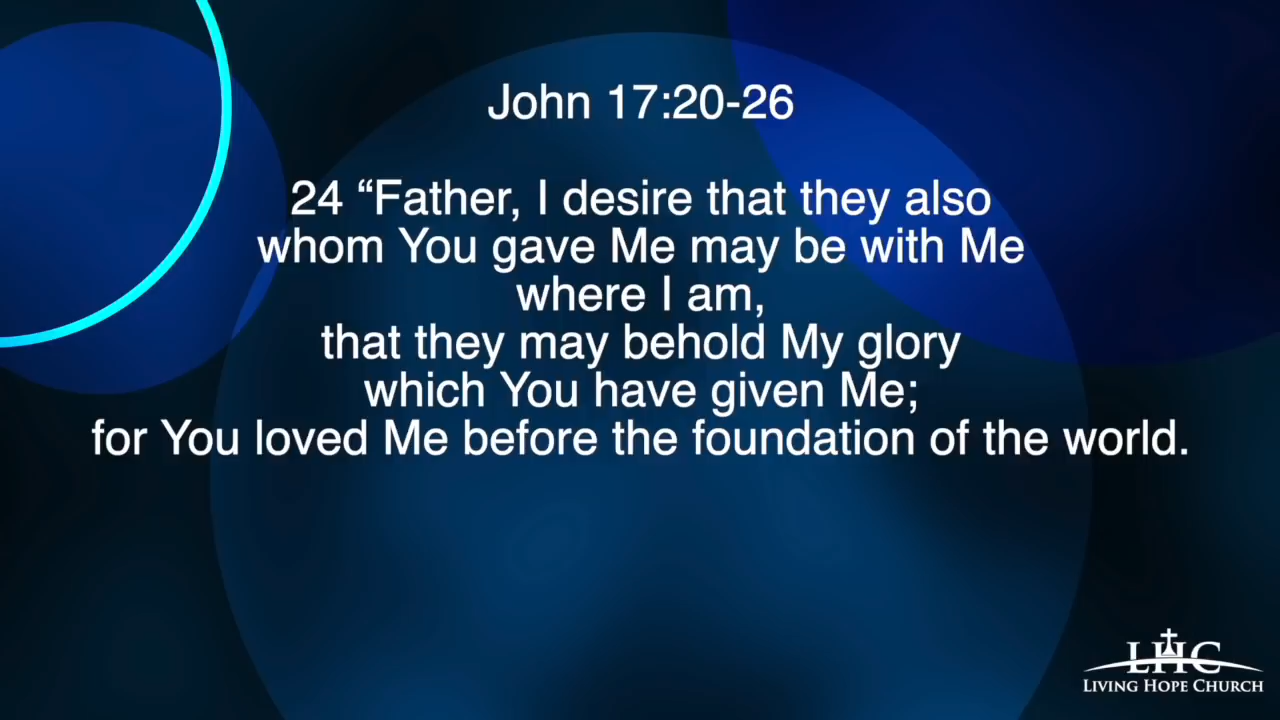 John 17:20-26
24 “Father, I desire that they also
whom You gave Me may be with Me
where I am,
that they may behold My glory
which You have given Me;
for You loved Me before the foundation of the world.
LHC
LIVING HOPE CHURCH